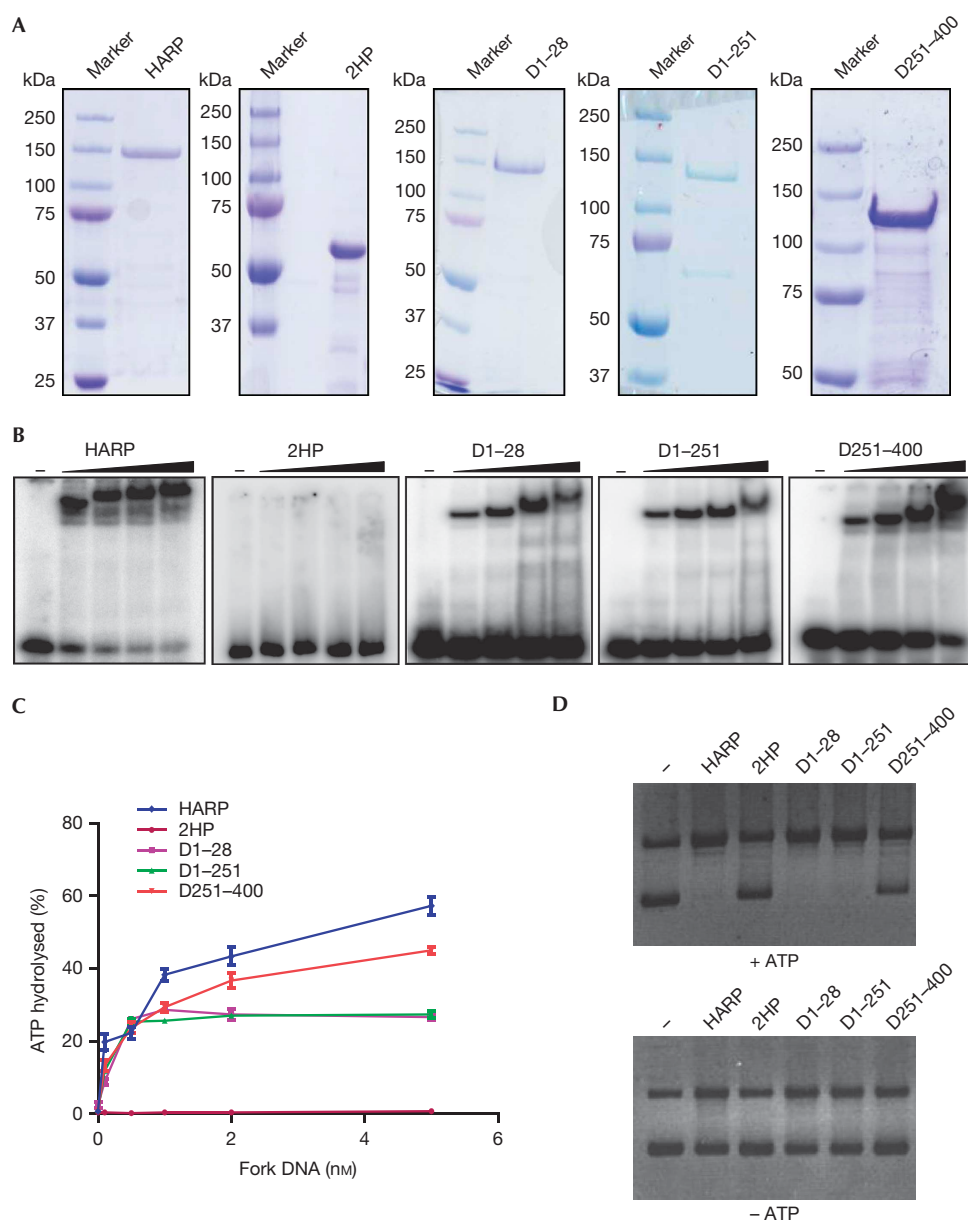 A
kDa Marker HARP
250
150
100
75
50
37
25
kDa Marker 2HP
250
150
100
75
50
37
kDa Marker D1–28
250
150
100
75
50
37
25
kDa Marker D1–251
250
150
100
75
50
37
kDa Marker D251–400
250
150
100
75
50
B
HARP 2HP D1–28 D1–251 D251–400
– – – – –
C
HARP
2HP
D1–28
D1–251
D251–400
80
60
40
20
0
ATP hydrolysed (%)
0 2 4 6
Fork DNA (nM)
D
– HARP 2HP D1–28 D1–251 D251–400
+ ATP
– HARP 2HP D1–28 D1–251 D251–400
– ATP